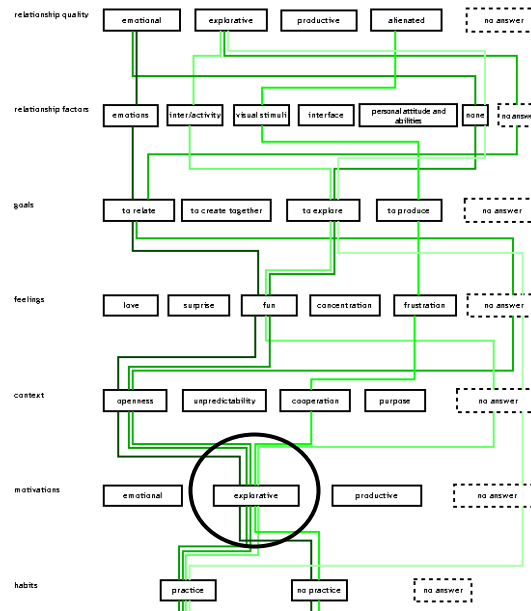 relationship quality
emotional
explorative
productive
alienated
no answer
relationship factors
emotions
inter/activity
visual stimuli
interface
personal attitude and
abilities
none
no answe
goals
to relate
to create together
to explore
to produce
no answer
feelings
love
surprise
fun
concentration
frustration
no answer
context
openness
unpredictability
cooperation
purpose
no answer
motivations
emotional
explorative
productive
no answer
habits
practice
no practice
no answer